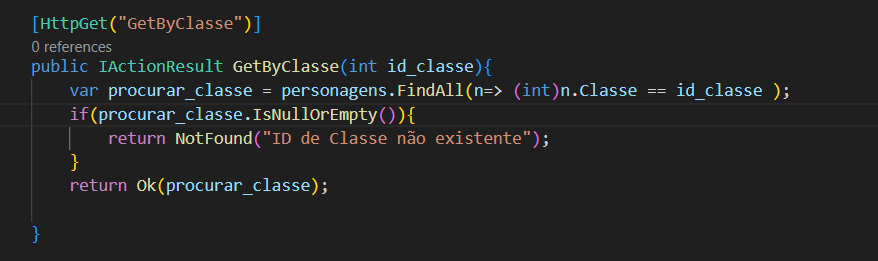 [HttpGet("GetByClasse")]
0 references
public IActionResult GetByClasse(int id_classe){
var procurar_classe = personagens.FindAll(n=> (int)n.Classe == id_classe );
if(procurar_classe.IsNullOrEmpty()){
return NotFound("ID de Classe não existente");
}
return Ok(procurar_classe);
}